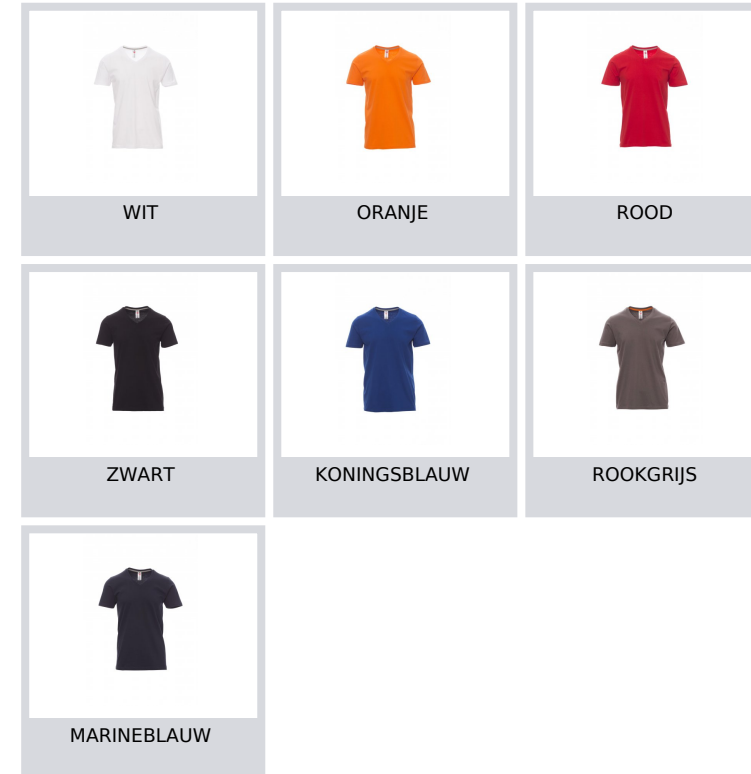 WIT
ORANJE
ROOD
ZWART
KONINGSBLAUW
ROOKGRIJS
MARINEBLAUW